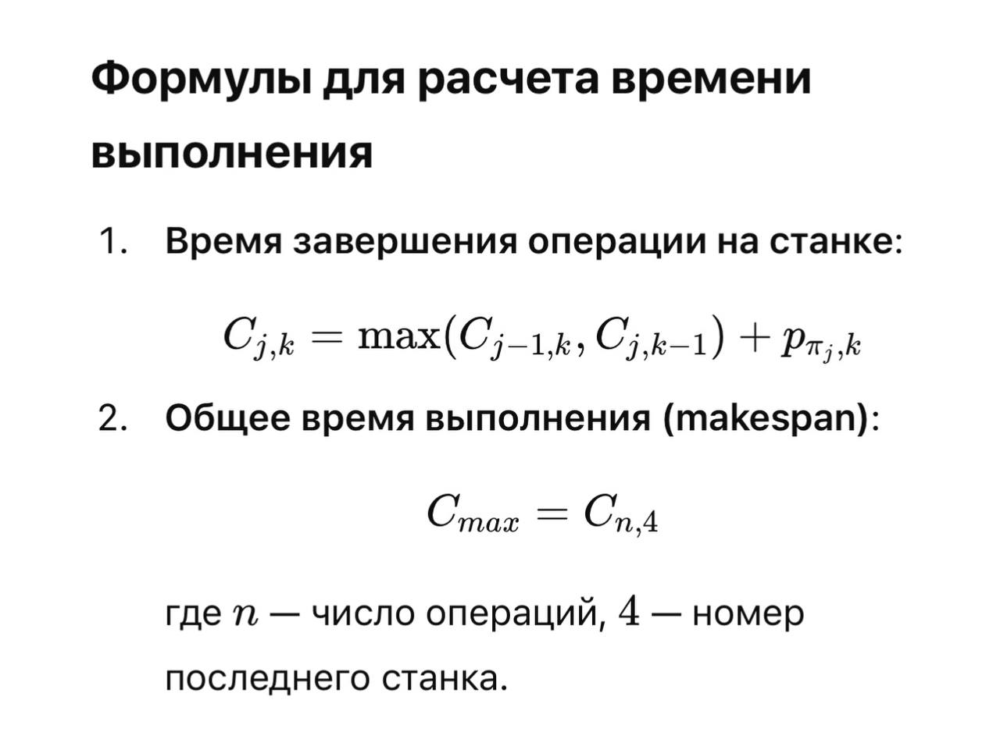 Формулы для расчета времени
выполнения
1. Время завершения операции на станке:
C_{j,k} = max(C_{j−1,k}, C_{j,k−1}) + p_{π_j,k}
2. Общее время выполнения (makespan):
C_{max} = C_{n,4}
где n — число операций, 4 — номер
последнего станка.